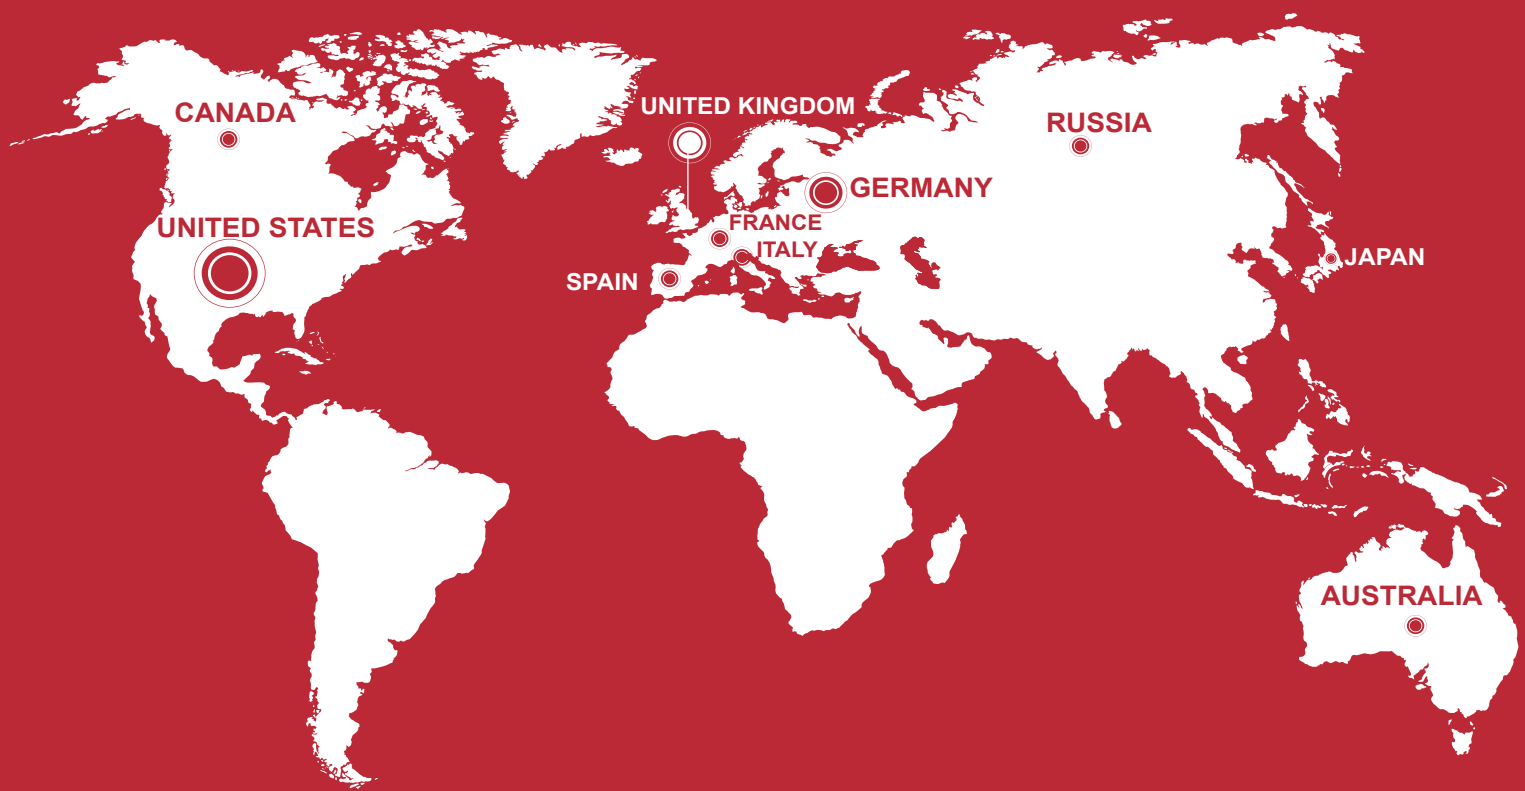 CANADA
UNITED KINGDOM
RUSSIA
GERMANY
UNITED STATES
FRANCE
ITALY
JAPAN
SPAIN
AUSTRALIA